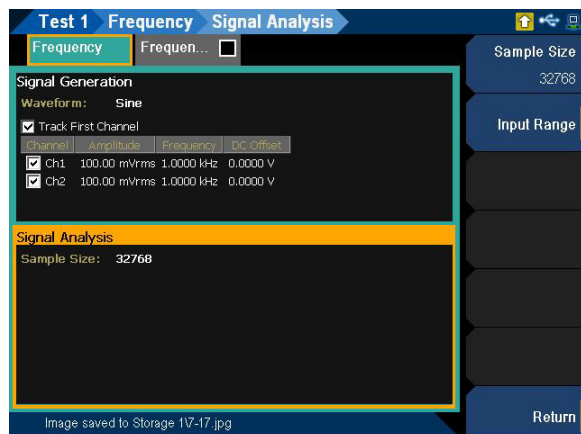 Test 1 Frequency Signal Analysis
Frequency Frequen...
Sample Size
32768
Signal Generation
Waveform: Sine
Input Range
Track First Channel
Channel Amplitude Frequency DC Offset
Ch1 100.00 mVrms 1.0000 kHz 0.0000 V
Ch2 100.00 mVrms 1.0000 kHz 0.0000 V
Signal Analysis
Sample Size: 32768
Return
Image saved to Storage 1\7-17.jpg